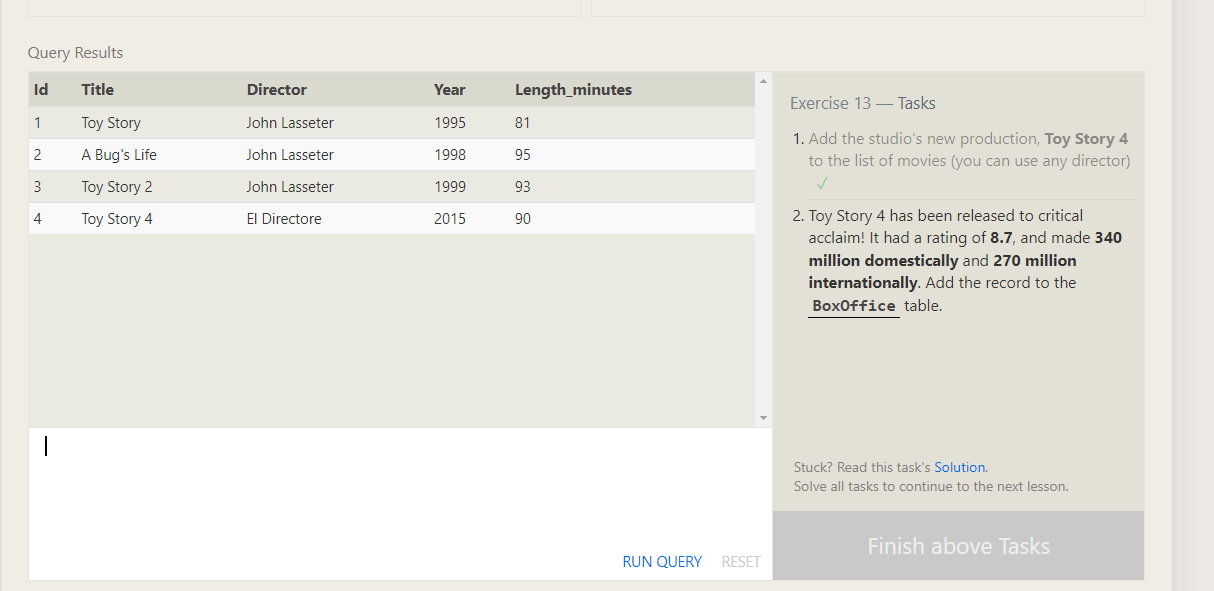 Query Results
Id Title Director Year Length_minutes
1 Toy Story John Lasseter 1995 81
2 A Bug's Life John Lasseter 1998 95
3 Toy Story 2 John Lasseter 1999 93
4 Toy Story 4 El Directore 2015 90
RUN QUERY RESET
Exercise 13 — Tasks
1. Add the studio's new production, Toy Story 4
to the list of movies (you can use any director)
✓
2. Toy Story 4 has been released to critical
acclaim! It had a rating of 8.7, and made 340
million domestically and 270 million
internationally. Add the record to the
BoxOffice table.
Stuck? Read this task's Solution.
Solve all tasks to continue to the next lesson.
Finish above Tasks